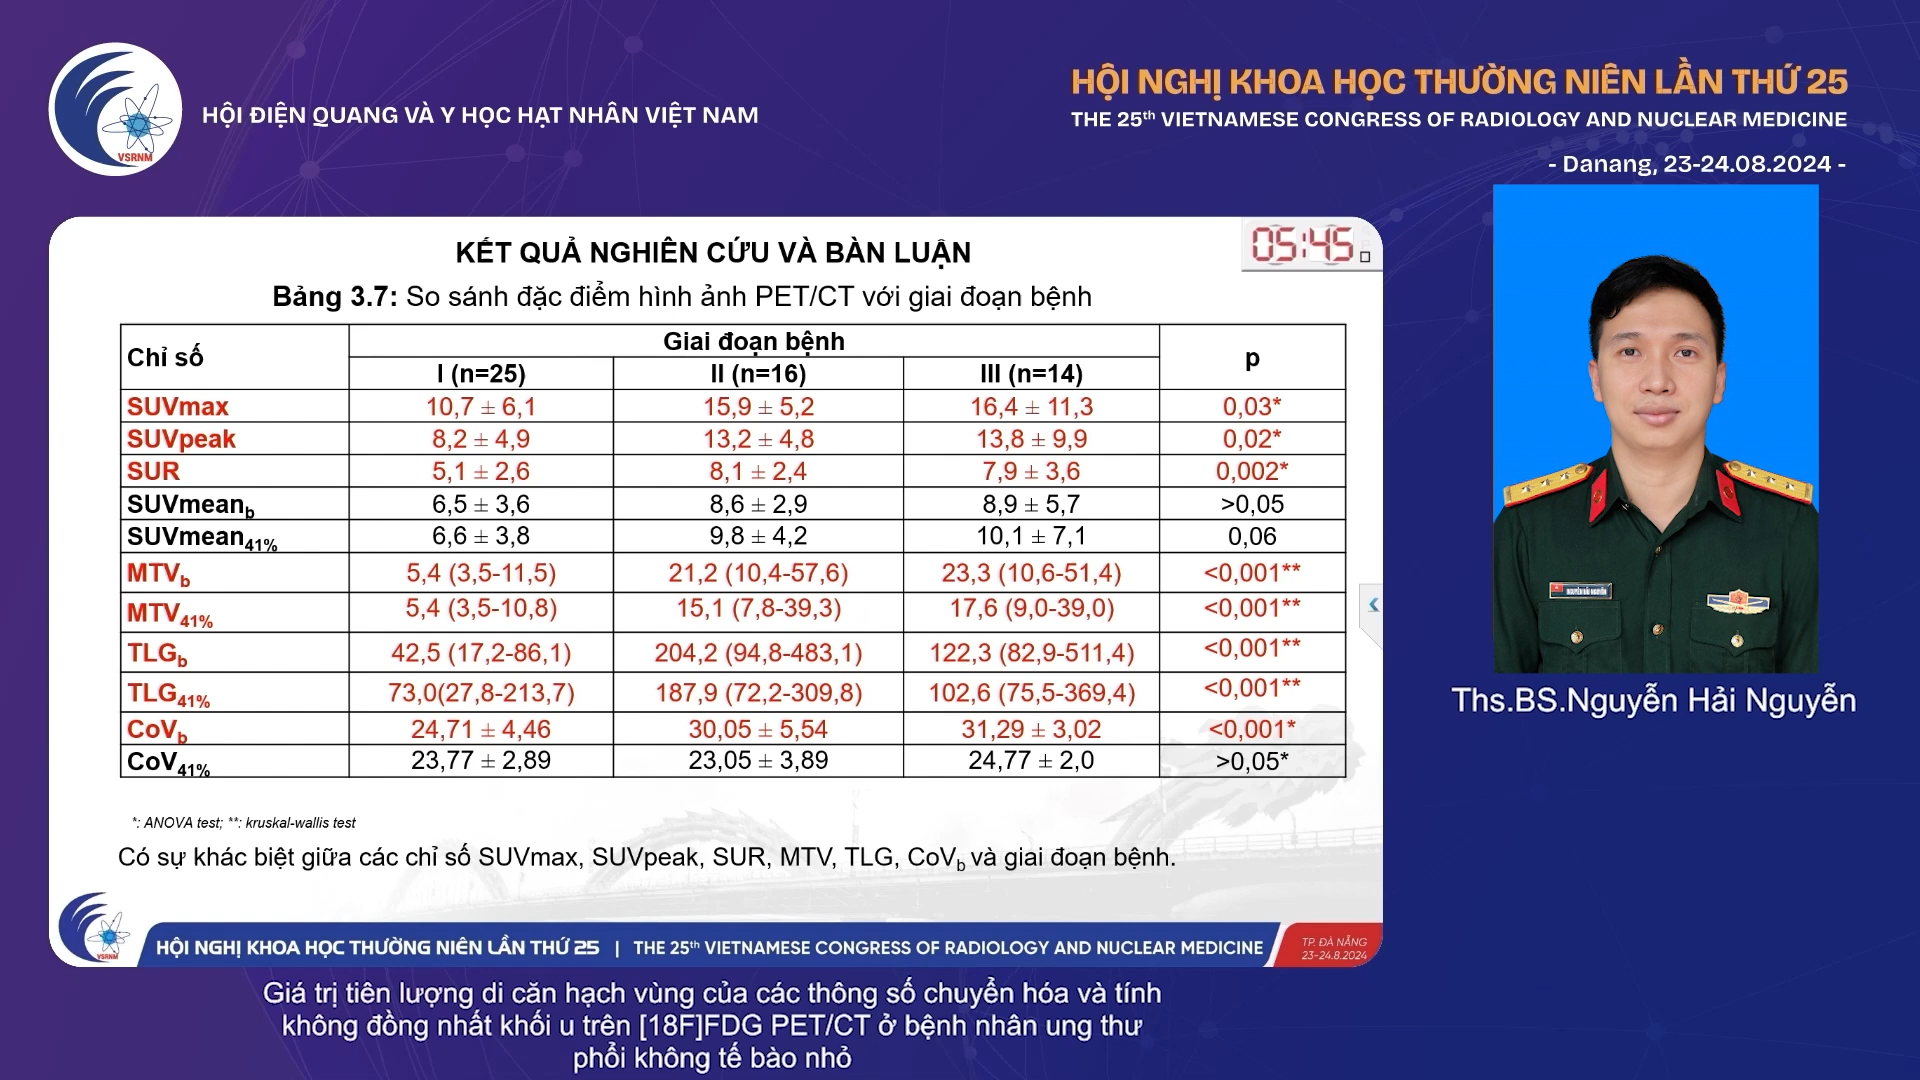 VSRNM
HỘI ĐIỆN QUANG VÀ Y HỌC HẠT NHÂN VIỆT NAM
HỘI NGHỊ KHOA HỌC THƯỜNG NIÊN LẦN THỨ 25
THE 25th VIETNAMESE CONGRESS OF RADIOLOGY AND NUCLEAR MEDICINE
- Danang, 23-24.08.2024 -
KẾT QUẢ NGHIÊN CỨU VÀ BÀN LUẬN
05:45
Bảng 3.7: So sánh đặc điểm hình ảnh PET/CT với giai đoạn bệnh
Chỉ số Giai đoạn bệnh p
I (n=25) II (n=16) III (n=14)
SUVmax 10,7 ± 6,1 15,9 ± 5,2 16,4 ± 11,3 0,03*
SUVpeak 8,2 ± 4,9 13,2 ± 4,8 13,8 ± 9,9 0,02*
SUR 5,1 ± 2,6 8,1 ± 2,4 7,9 ± 3,6 0,002*
SUVmeanb 6,5 ± 3,6 8,6 ± 2,9 8,9 ± 5,7 >0,05
SUVmean41% 6,6 ± 3,8 9,8 ± 4,2 10,1 ± 7,1 0,06
MTVb 5,4 (3,5-11,5) 21,2 (10,4-57,6) 23,3 (10,6-51,4) <0,001**
MTV41% 5,4 (3,5-10,8) 15,1 (7,8-39,3) 17,6 (9,0-39,0) <0,001**
TLGb 42,5 (17,2-86,1) 204,2 (94,8-483,1) 122,3 (82,9-511,4) <0,001**
TLG41% 73,0(27,8-213,7) 187,9 (72,2-309,8) 102,6 (75,5-369,4) <0,001**
CoVb 24,71 ± 4,46 30,05 ± 5,54 31,29 ± 3,02 <0,001*
CoV41% 23,77 ± 2,89 23,05 ± 3,89 24,77 ± 2,0 >0,05*
*: ANOVA test; **: kruskal-wallis test
Có sự khác biệt giữa các chỉ số SUVmax, SUVpeak, SUR, MTV, TLG, CoVb và giai đoạn bệnh.
VSRNM
HỘI NGHỊ KHOA HỌC THƯỜNG NIÊN LẦN THỨ 25 | THE 25th VIETNAMESE CONGRESS OF RADIOLOGY AND NUCLEAR MEDICINE
TP. ĐÀ NẴNG
23-24.8.2024
NGUYỄN HẢI NGUYỄN
Ths.BS.Nguyễn Hải Nguyễn
Giá trị tiên lượng di căn hạch vùng của các thông số chuyển hóa và tính
không đồng nhất khối u trên [18F]FDG PET/CT ở bệnh nhân ung thư
phổi không tế bào nhỏ